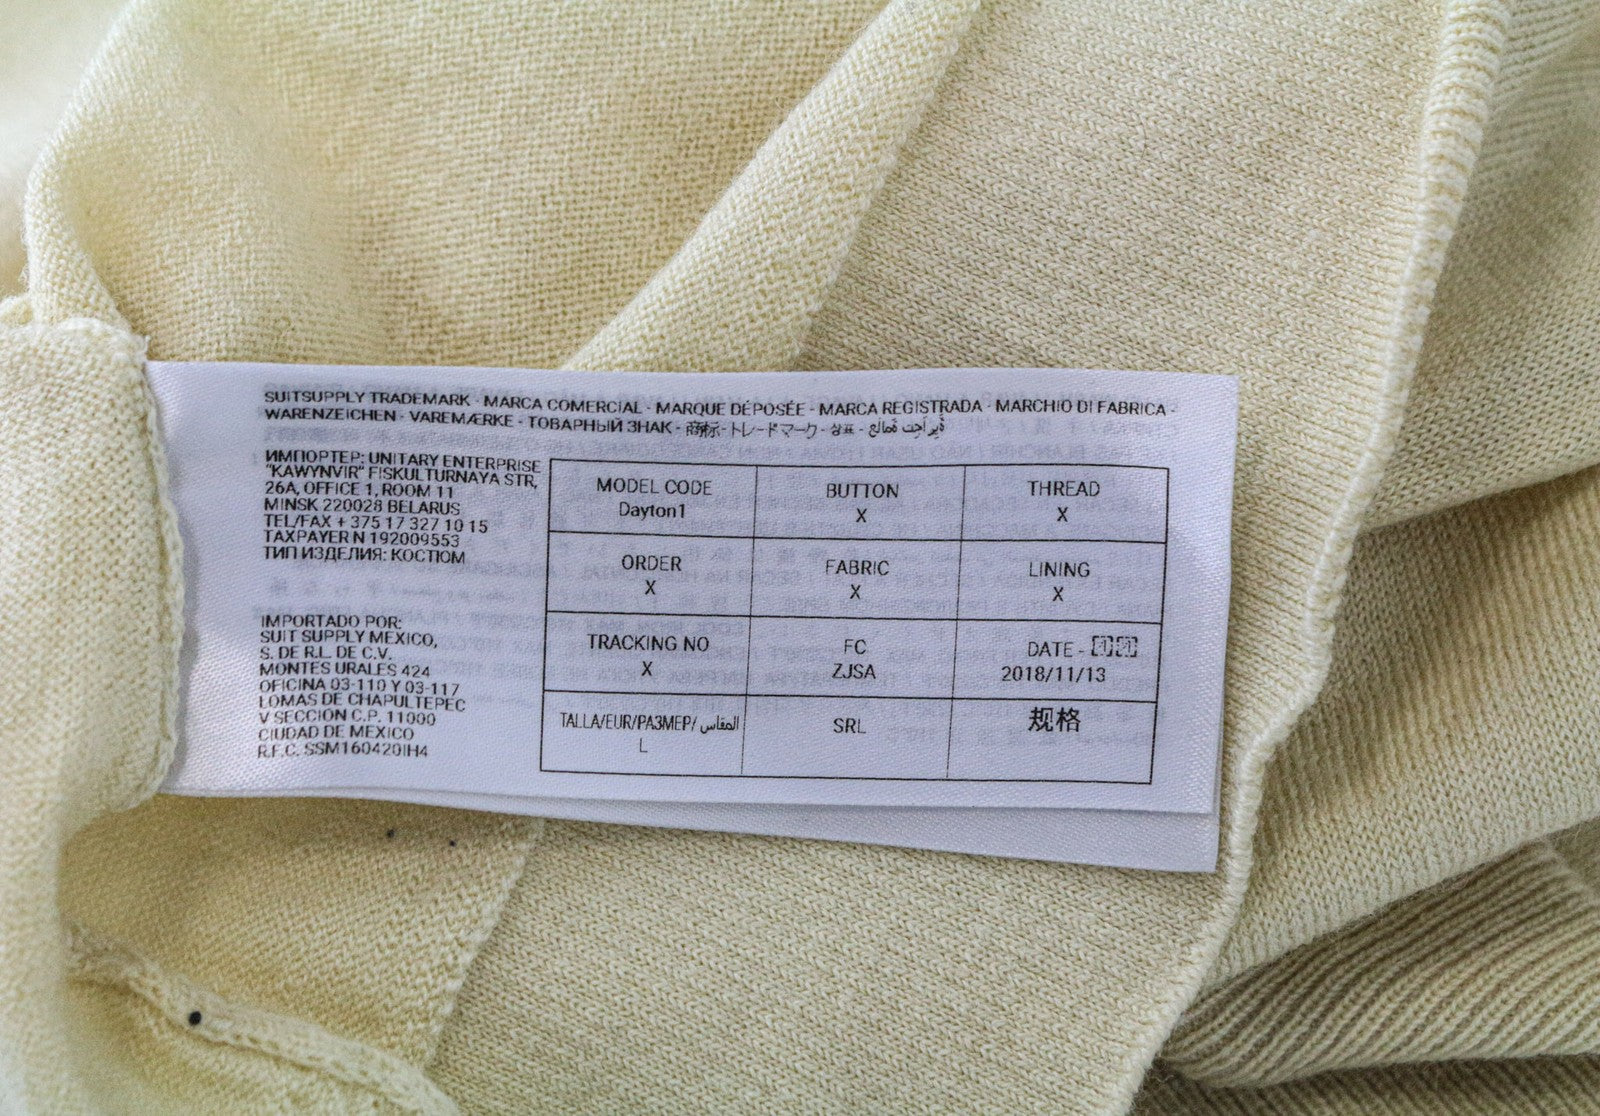 SUITSUPPLY TRADEMARK - MARCA COMERCIAL - MARQUE DÉPOSÉE - MARCA REGISTRADA - MARCHIO DI FABRICA -
WARENZEICHEN - VAREMÆRKE - ТОВАРНЫЙ ЗНАК - 商标-トレードマーク-상표-
ИМПОРТЕР: UNITARY ENTERPRISE
"KAWYNVIR" FISKULTURNAYA STR,
26A, OFFICE 1, ROOM 11
MINSK 220028 BELARUS
TEL/FAX + 375 17 327 10 15
TAXPAYER N 192009553
ТИП ИЗДЕЛИЯ: КОСТЮМ
IMPORTADO POR:
SUIT SUPPLY MEXICO,
S. DE R.L. DE C.V.
MONTES URALES 424
OFICINA 03-110 Y 03-117
LOMAS DE CHAPULTEPEC
V SECCION C.P. 11000
CIUDAD DE MEXICO
R.F.C. SSM160420IH4
MODEL CODE
Dayton1
BUTTON
X
THREAD
X
ORDER
X
FABRIC
X
LINING
X
TRACKING NO
X
FC
ZJSA
DATE -
2018/11/13
TALLA/EUR/РАЗМЕР/ المقاس
L
SRL
规格